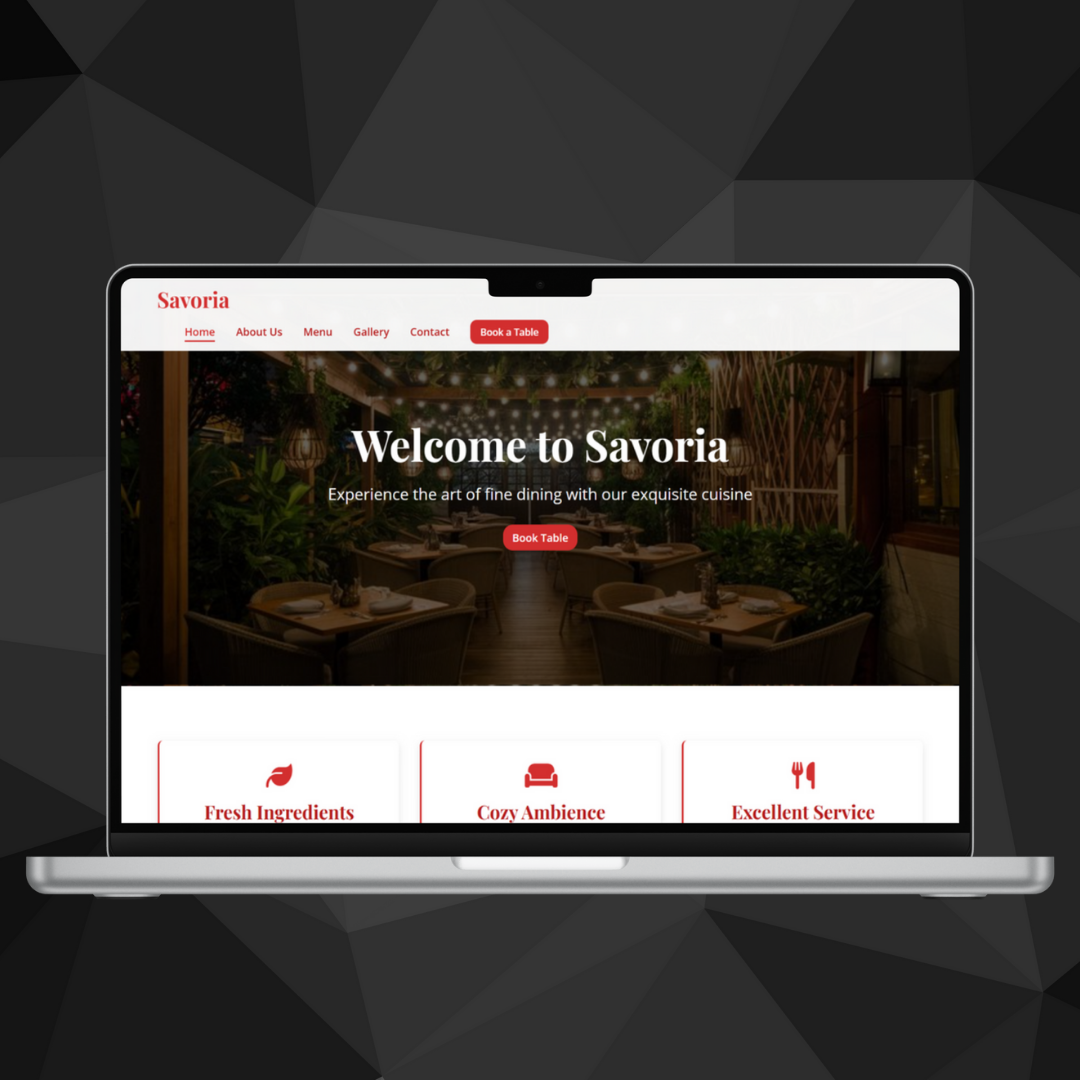 Savoria
Home About Us Menu Gallery Contact Book a Table
Welcome to Savoria
Experience the art of fine dining with our exquisite cuisine
Book Table
Fresh Ingredients Cozy Ambience Excellent Service